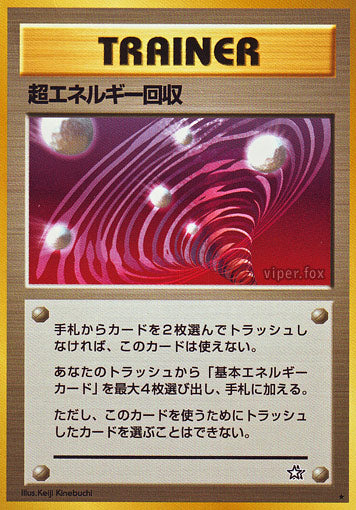 TRAINER
超エネルギー回収
viper.fox
手札からカードを2枚選んでトラッシュし
なければ、このカードは使えない。
あなたのトラッシュから「基本エネルギー
カード」を最大4枚選び出し、手札に加える。
ただし、このカードを使うためにトラッシュ
したカードを選ぶことはできない。
Illus.Keiji Kinebuchi